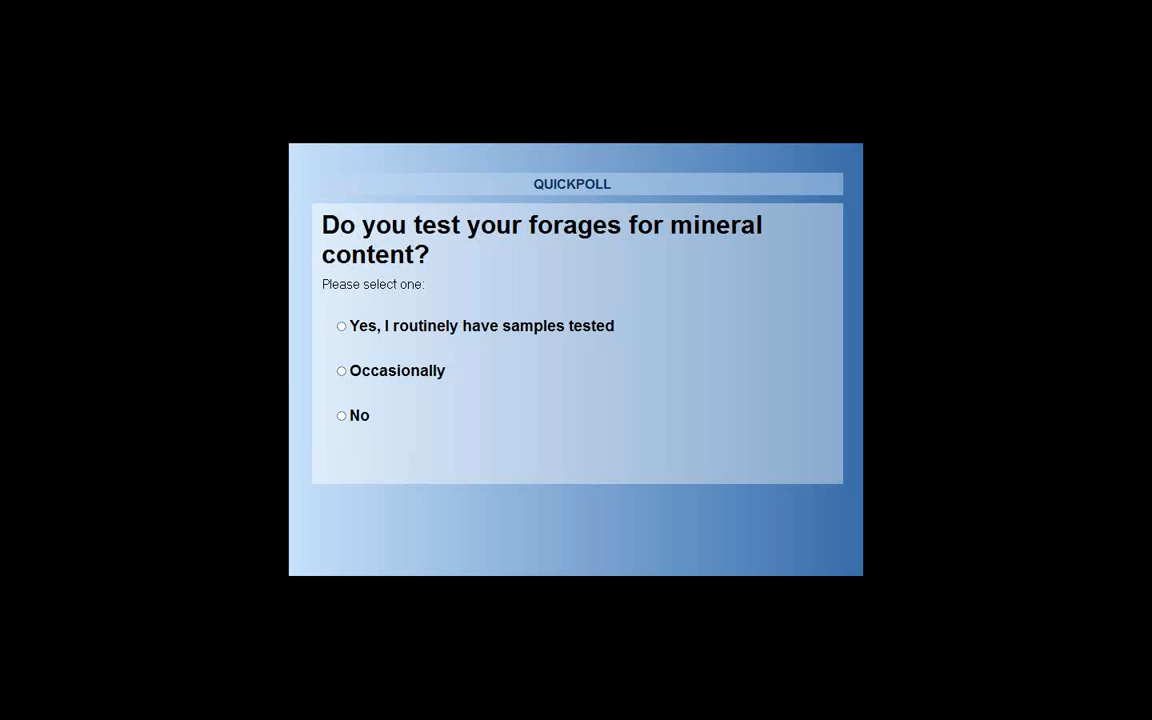 QUICKPOLL
Do you test your forages for mineral
content?
Please select one:
Yes, I routinely have samples tested
Occasionally
No